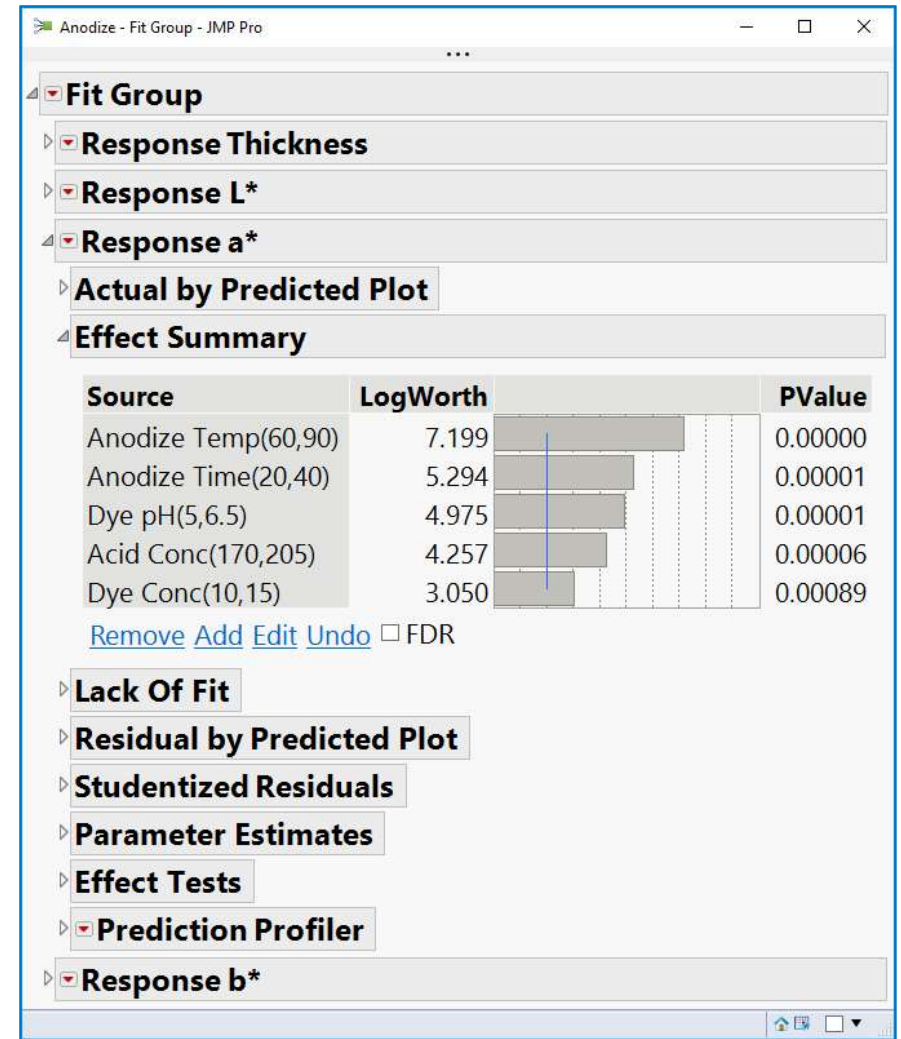 Anodize - Fit Group - JMP Pro
Fit Group
Response Thickness
Response L*
Response a*
Actual by Predicted Plot
Effect Summary
Source LogWorth PValue
Anodize Temp(60,90) 7.199 0.00000
Anodize Time(20,40) 5.294 0.00001
Dye pH(5,6.5) 4.975 0.00001
Acid Conc(170,205) 4.257 0.00006
Dye Conc(10,15) 3.050 0.00089
Remove Add Edit Undo FDR
Lack Of Fit
Residual by Predicted Plot
Studentized Residuals
Parameter Estimates
Effect Tests
Prediction Profiler
Response b*